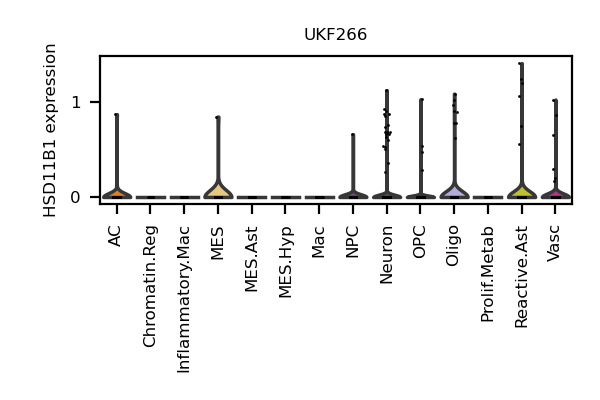 UKF266
HSD11B1 expression
1
0
AC
Chromatin.Reg
Inflammatory.Mac
MES
MES.Ast
MES.Hyp
Mac
NPC
Neuron
OPC
Oligo
Prolif.Metab
Reactive.Ast
Vasc